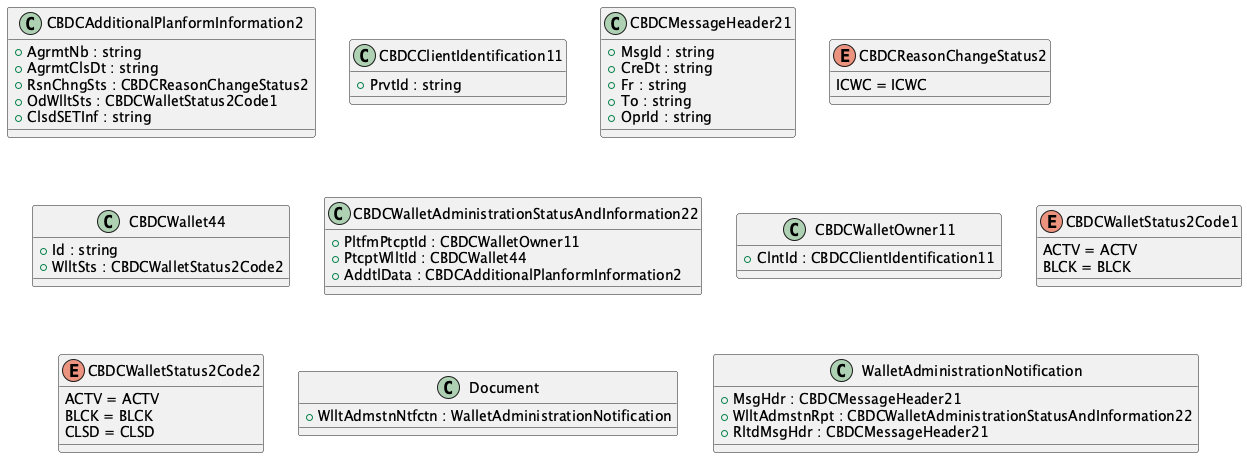 C CBDCAdditionalPlanformInformation2
AgrmtNb : string
AgrmtClsDt : string
RsnChngSts : CBDCReasonChangeStatus2
OdWlltSts : CBDCWalletStatus2Code1
ClsdSETInf : string
C CBDCClientIdentification11
PrvtId : string
C CBDCMessageHeader21
MsgId : string
CreDt : string
Fr : string
To : string
OprId : string
E CBDCReasonChangeStatus2
ICWC = ICWC
C CBDCWallet44
Id : string
WlltSts : CBDCWalletStatus2Code2
C CBDCWalletAdministrationStatusAndInformation22
PltfmPtcptId : CBDCWalletOwner11
PtcptWlltId : CBDCWallet44
AddtlData : CBDCAdditionalPlanformInformation2
C CBDCWalletOwner11
ClntId : CBDCClientIdentification11
E CBDCWalletStatus2Code1
ACTV = ACTV
BLCK = BLCK
E CBDCWalletStatus2Code2
ACTV = ACTV
BLCK = BLCK
CLSD = CLSD
C Document
WlltAdmstnNtfctn : WalletAdministrationNotification
C WalletAdministrationNotification
MsgHdr : CBDCMessageHeader21
WlltAdmstnRpt : CBDCWalletAdministrationStatusAndInformation22
RltdMsgHdr : CBDCMessageHeader21